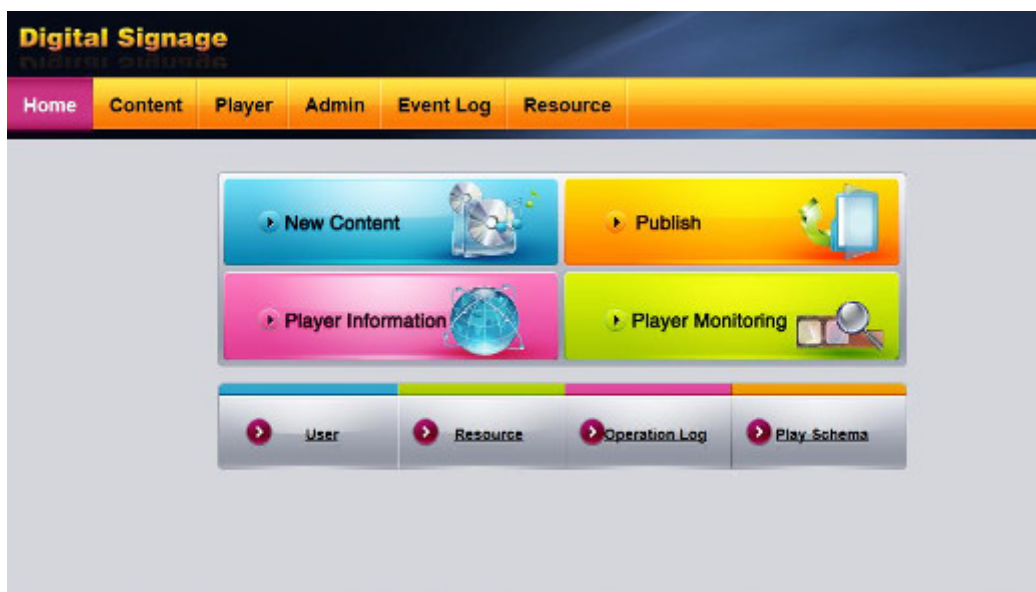 Digital Signage
Home Content Player Admin Event Log Resource
New Content
Publish
Player Information
Player Monitoring
User
Resource
Operation Log
Play Schema